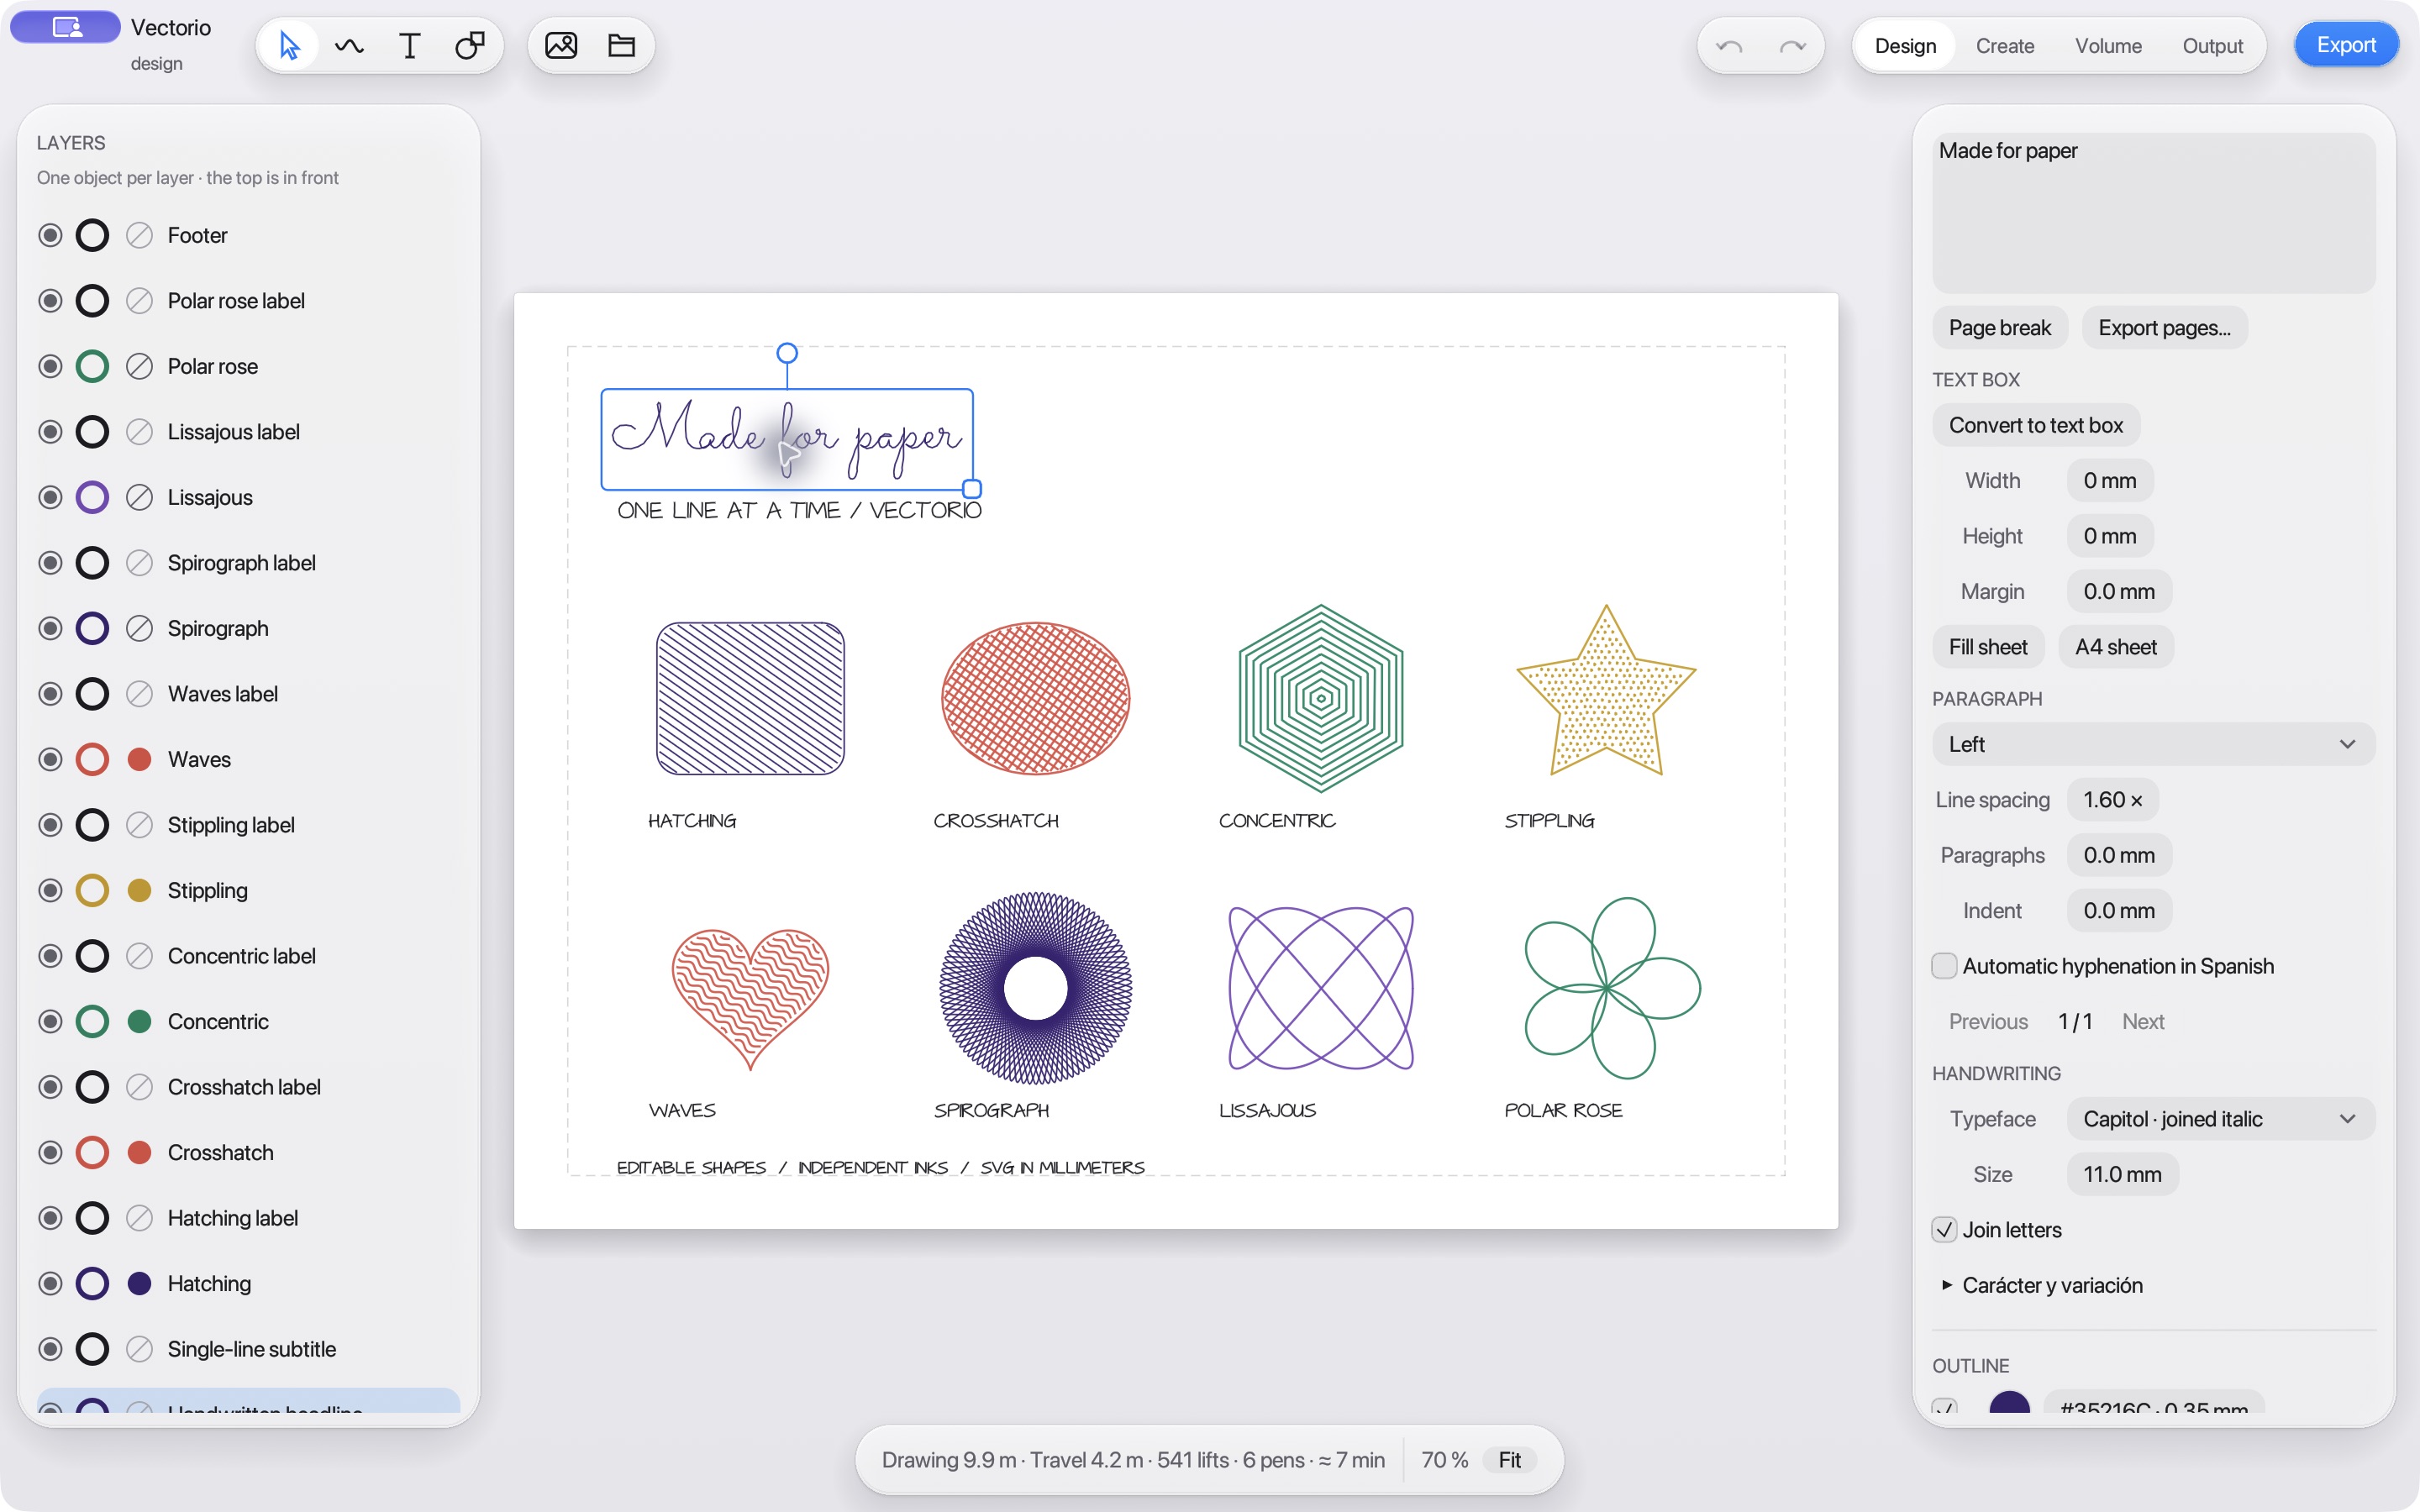 Vectorio
design
Design
Create
Volume
Output
Export
LAYERS
One object per layer · the top is in front
Footer
Polar rose label
Polar rose
Lissajous label
Lissajous
Spirograph label
Spirograph
Waves label
Waves
Stippling label
Stippling
Concentric label
Concentric
Crosshatch label
Crosshatch
Hatching label
Hatching
Single-line subtitle
Handwritten headline
Made for paper
ONE LINE AT A TIME / VECTORIO
HATCHING
CROSSHATCH
CONCENTRIC
STIPPLING
WAVES
SPIROGRAPH
LISSAJOUS
POLAR ROSE
EDITABLE SHAPES / INDEPENDENT INKS / SVG IN MILLIMETERS
Drawing 9.9 m · Travel 4.2 m · 541 lifts · 6 pens · ≈ 7 min
70 %
Fit
Made for paper
Page break
Export pages...
TEXT BOX
Convert to text box
Width 0 mm
Height 0 mm
Margin 0.0 mm
Fill sheet
A4 sheet
PARAGRAPH
Left
Line spacing 1.60 ×
Paragraphs 0.0 mm
Indent 0.0 mm
Automatic hyphenation in Spanish
Previous 1 / 1 Next
HANDWRITING
Typeface Capitol · joined italic
Size 11.0 mm
Join letters
Carácter y variación
OUTLINE
#35216C · 0.35 mm